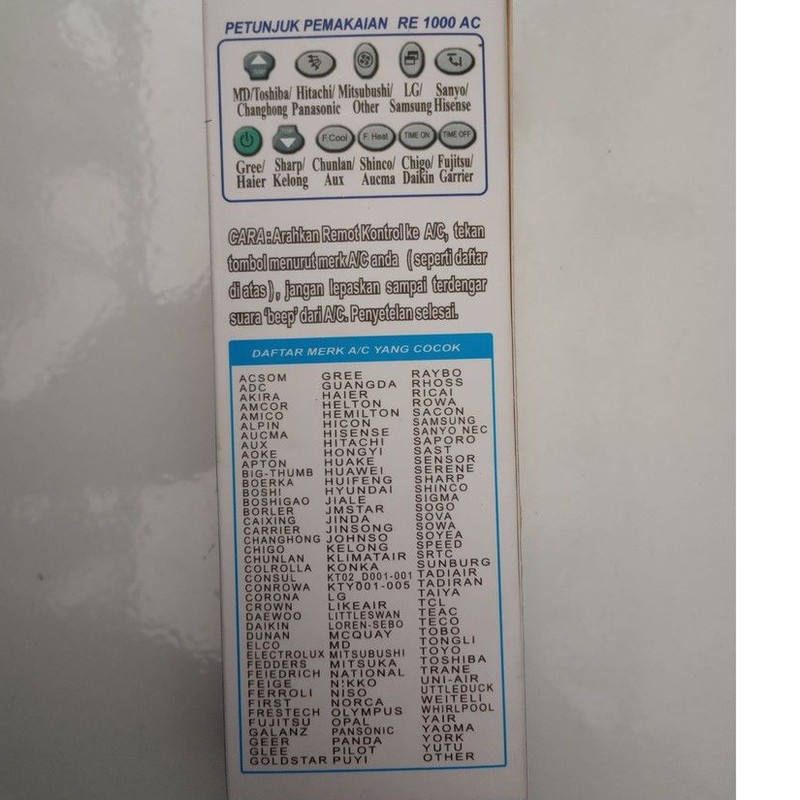 PETUNJUK PEMAKAIAN RE 1000 AC
MD/Toshiba/ Hitachi/ Mitsubushi/ LG/ Sanyo/
Changhong Panasonic Other Samsung Hisense
F.Cool F. Heat TIME ON TIME OFF
Gree/ Sharp/ Chunlan/ Shinco/ Chigo/ Fujitsu/
Haier Kelong Aux Aucma Daikin Garrier
CARA : Arahkan Remot Kontrol ke A/C, tekan
tombol menurut merk A/C anda ( seperti daftar
di atas ), jangan lepaskan sampai terdengar
suara 'beep' dari A/C. Penyetelan selesai.
DAFTAR MERK A/C YANG COCOK
ACSOM
ADC
AKIRA
AMCOR
AMICO
ALPIN
AUCMA
AUX
AOKE
APTON
BIG-THUMB
BOERKA
BOSHI
BOSHIGAO
BORLER
CAIXING
CARRIER
CHANGHONG
CHIGO
CHUNLAN
COLROLLA
CONSUL
CONROWA
CORONA
CROWN
DAEWOO
DAIKIN
DUNAN
ELCO
ELECTROLUX
FEDDERS
FEIEDRICH
FEIGE
FERROLI
FIRST
FRESTECH
FUJITSU
GALANZ
GEER
GLEE
GOLDSTAR
GREE
GUANGDA
HAIER
HELTON
HEMILTON
HICON
HISENSE
HITACHI
HONGYI
HUAKE
HUAWEI
HUIFENG
HYUNDAI
JIALE
JMSTAR
JINDA
JINSONG
JOHNSO
KELONG
KLIMATAIR
KONKA
KT02_D001-001
KTY001-005
LG
LIKEAIR
LITTLESWAN
LOREN-SEBO
MCQUAY
MD
MITSUBUSHI
MITSUKA
NATIONAL
NIKKO
NISO
NORCA
OLYMPUS
OPAL
PANSONIC
PANDA
PILOT
PUYI
RAYBO
RHOSS
RICAI
ROWA
SACON
SAMSUNG
SANYO NEC
SAPORO
SAST
SENSOR
SERENE
SHARP
SHINCO
SIGMA
SOGO
SOVA
SOWA
SOYEA
SPEED
SRTC
SUNBURG
TADIAIR
TADIRAN
TAIYA
TCL
TEAC
TECO
TOBO
TONGLI
TOYO
TOSHIBA
TRANE
UNI-AIR
UTTLEDUCK
WEITELI
WHIRLPOOL
YAIR
YAOMA
YORK
YUTU
OTHER